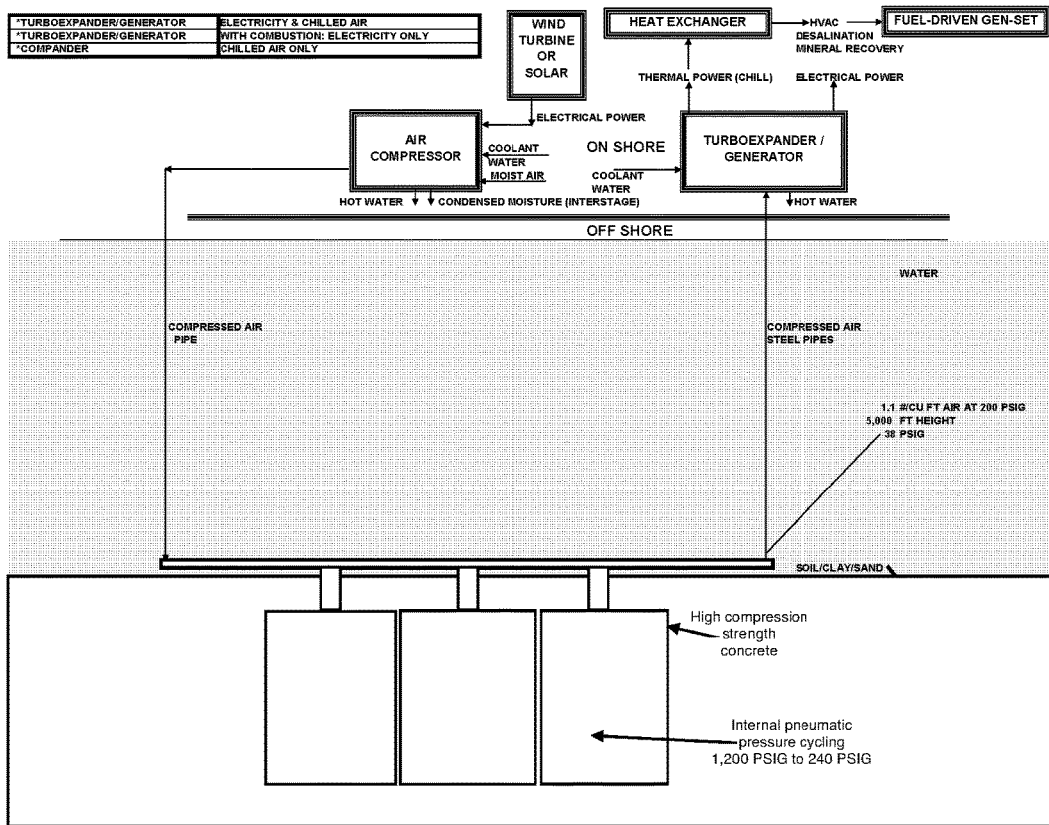 *TURBOEXPANDER/GENERATOR ELECTRICITY & CHILLED AIR
*TURBOEXPANDER/GENERATOR WITH COMBUSTION: ELECTRICITY ONLY
*COMPANDER CHILLED AIR ONLY
WIND
TURBINE
OR
SOLAR
HEAT EXCHANGER
HVAC
DESALINATION
MINERAL RECOVERY
FUEL-DRIVEN GEN-SET
THERMAL POWER (CHILL)
ELECTRICAL POWER
ELECTRICAL POWER
AIR
COMPRESSOR
COOLANT
WATER
MOIST AIR
ON SHORE
COOLANT
WATER
TURBOEXPANDER /
GENERATOR
HOT WATER
CONDENSED MOISTURE (INTERSTAGE)
HOT WATER
OFF SHORE
WATER
COMPRESSED AIR
PIPE
COMPRESSED AIR
STEEL PIPES
1.1 #/CU FT AIR AT 200 PSIG
5,000 FT HEIGHT
38 PSIG
SOIL/CLAY/SAND
High compression
strength
concrete
Internal pneumatic
pressure cycling
1,200 PSIG to 240 PSIG